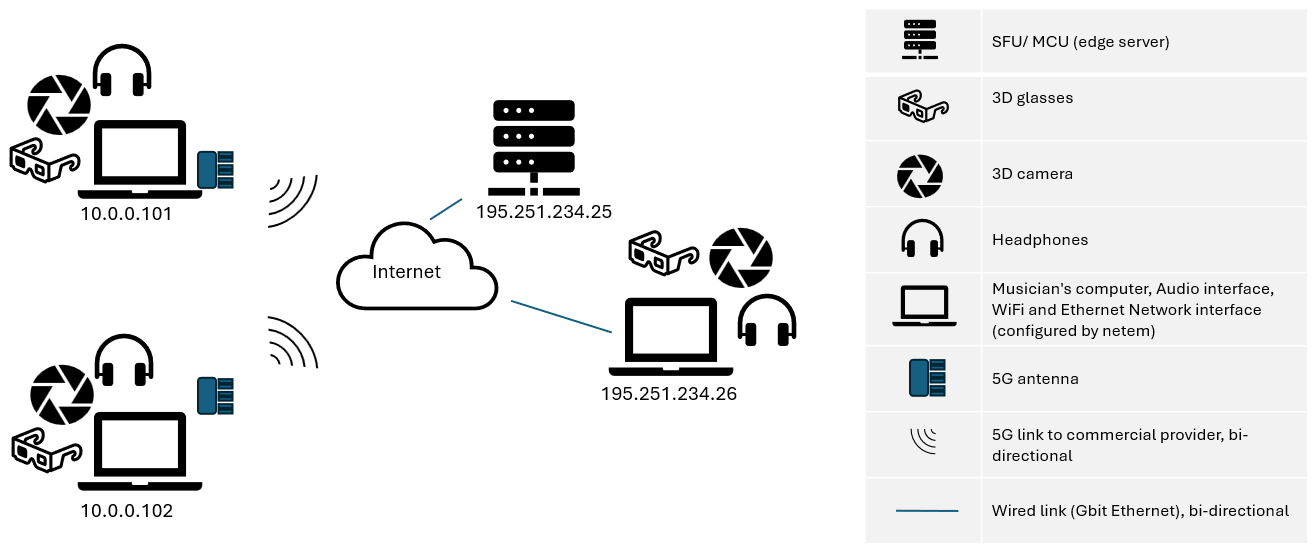 10.0.0.101
195.251.234.25
Internet
195.251.234.26
10.0.0.102
SFU/ MCU (edge server)
3D glasses
3D camera
Headphones
Musician's computer, Audio interface,
WiFi and Ethernet Network interface
(configured by netem)
5G antenna
5G link to commercial provider, bi-
directional
Wired link (Gbit Ethernet), bi-directional